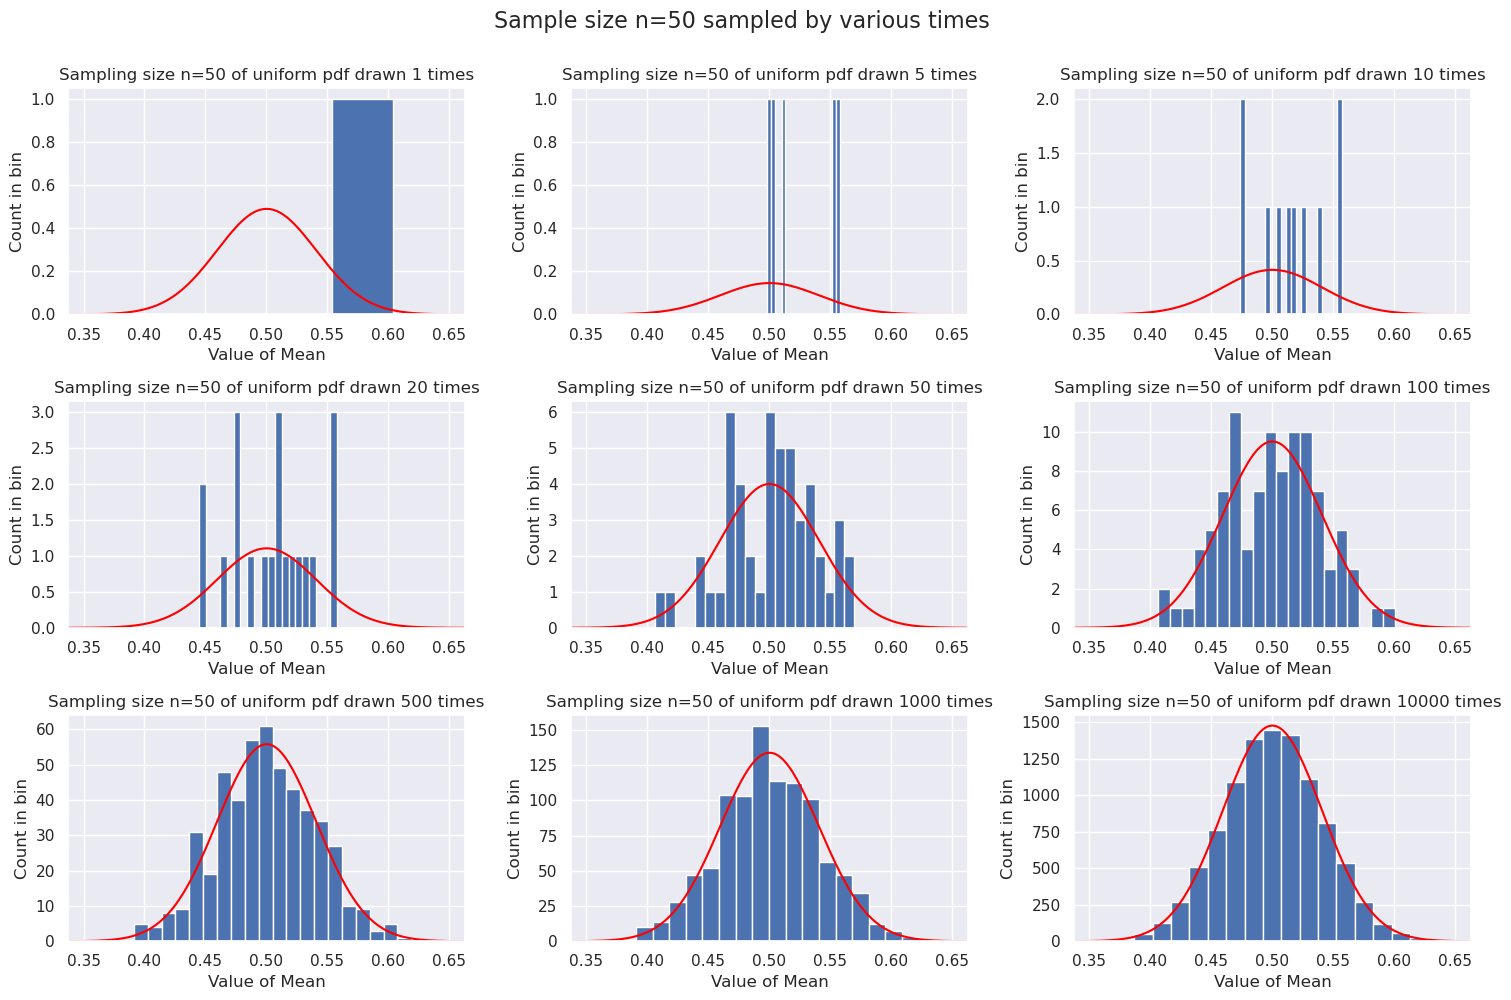 Sample size n=50 sampled by various times
Sampling size n=50 of uniform pdf drawn 1 times
Count in bin
1.0
0.8
0.6
0.4
0.2
0.0
0.35 0.40 0.45 0.50 0.55 0.60 0.65
Value of Mean
Sampling size n=50 of uniform pdf drawn 5 times
Count in bin
1.0
0.8
0.6
0.4
0.2
0.0
0.35 0.40 0.45 0.50 0.55 0.60 0.65
Value of Mean
Sampling size n=50 of uniform pdf drawn 10 times
Count in bin
2.0
1.5
1.0
0.5
0.0
0.35 0.40 0.45 0.50 0.55 0.60 0.65
Value of Mean
Sampling size n=50 of uniform pdf drawn 20 times
Count in bin
3.0
2.5
2.0
1.5
1.0
0.5
0.0
0.35 0.40 0.45 0.50 0.55 0.60 0.65
Value of Mean
Sampling size n=50 of uniform pdf drawn 50 times
Count in bin
6
5
4
3
2
1
0
0.35 0.40 0.45 0.50 0.55 0.60 0.65
Value of Mean
Sampling size n=50 of uniform pdf drawn 100 times
Count in bin
10
8
6
4
2
0
0.35 0.40 0.45 0.50 0.55 0.60 0.65
Value of Mean
Sampling size n=50 of uniform pdf drawn 500 times
Count in bin
60
50
40
30
20
10
0
0.35 0.40 0.45 0.50 0.55 0.60 0.65
Value of Mean
Sampling size n=50 of uniform pdf drawn 1000 times
Count in bin
150
125
100
75
50
25
0
0.35 0.40 0.45 0.50 0.55 0.60 0.65
Value of Mean
Sampling size n=50 of uniform pdf drawn 10000 times
Count in bin
1500
1250
1000
750
500
250
0
0.35 0.40 0.45 0.50 0.55 0.60 0.65
Value of Mean